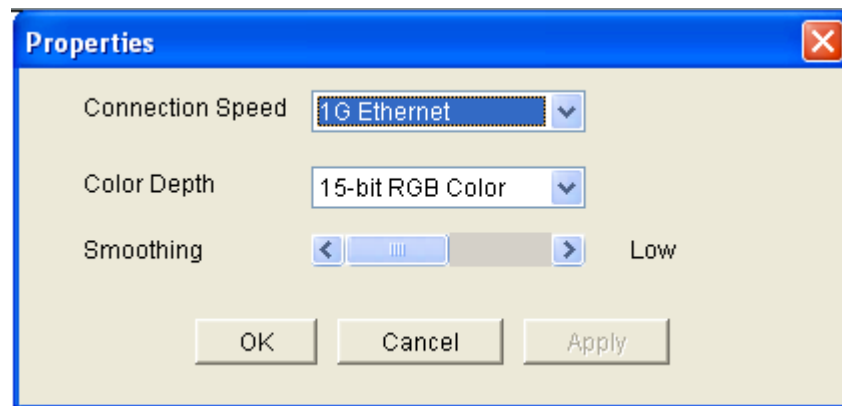 Properties
Connection Speed 1G Ethernet
Color Depth 15-bit RGB Color
Smoothing Low
OK Cancel Apply